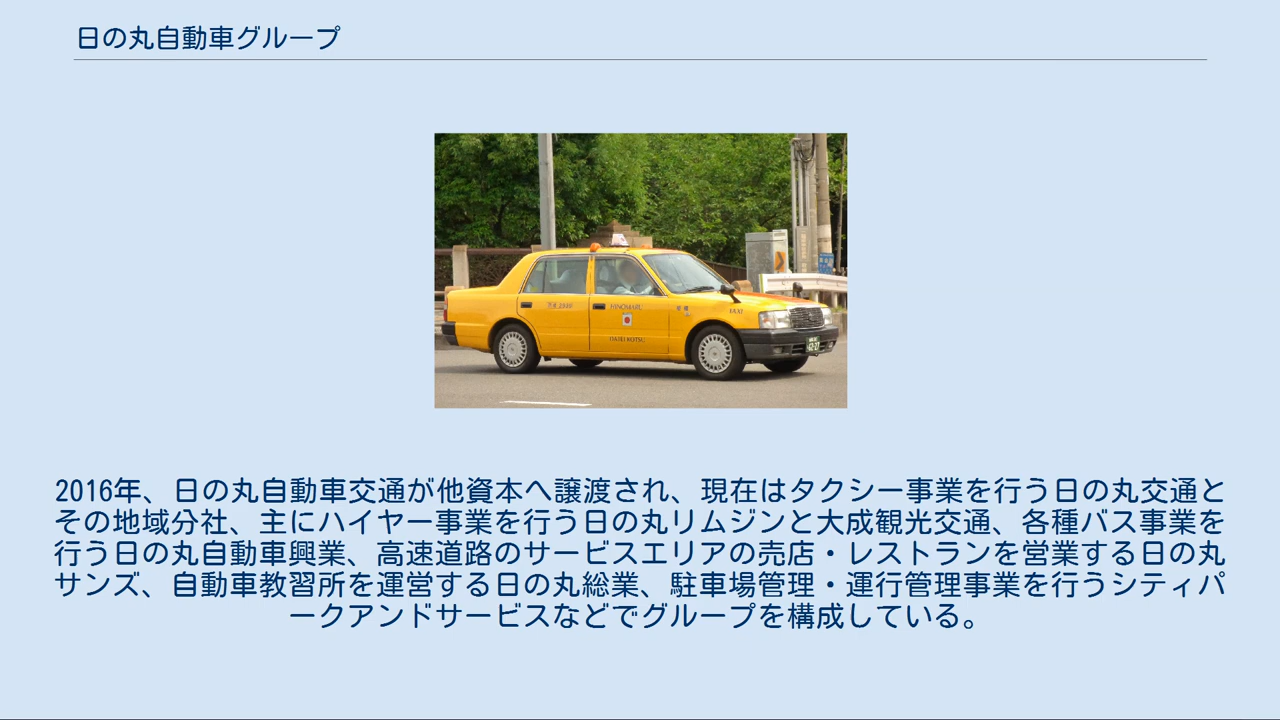 日の丸自動車グループ
HINOMARU
TAXI
DAISEI KOTSU
2016年、日の丸自動車交通が他資本へ譲渡され、現在はタクシー事業を行う日の丸交通と
その地域分社、主にハイヤー事業を行う日の丸リムジンと大成観光交通、各種バス事業を
行う日の丸自動車興業、高速道路のサービスエリアの売店・レストランを営業する日の丸
サンズ、自動車教習所を運営する日の丸総業、駐車場管理・運行管理事業を行うシティパ
ークアンドサービスなどでグループを構成している。